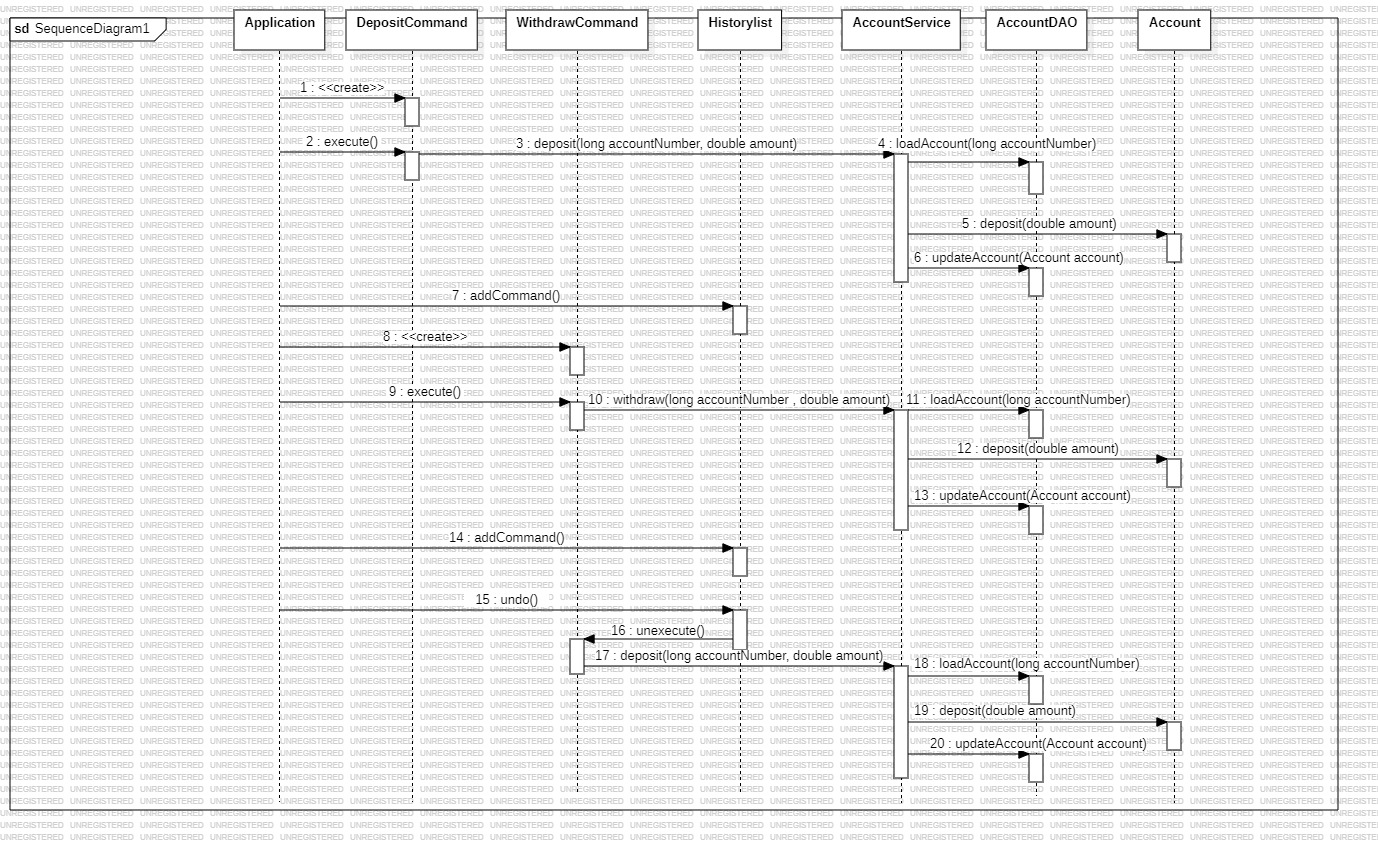 sd SequenceDiagram1
Application
DepositCommand
WithdrawCommand
Historylist
AccountService
AccountDAO
Account
1 : <<create>>
2 : execute()
3 : deposit(long accountNumber, double amount)
4 : loadAccount(long accountNumber)
5 : deposit(double amount)
6 : updateAccount(Account account)
7 : addCommand()
8 : <<create>>
9 : execute()
10 : withdraw(long accountNumber , double amount)
11 : loadAccount(long accountNumber)
12 : deposit(double amount)
13 : updateAccount(Account account)
14 : addCommand()
15 : undo()
16 : unexecute()
17 : deposit(long accountNumber, double amount)
18 : loadAccount(long accountNumber)
19 : deposit(double amount)
20 : updateAccount(Account account)
UNREGISTERED